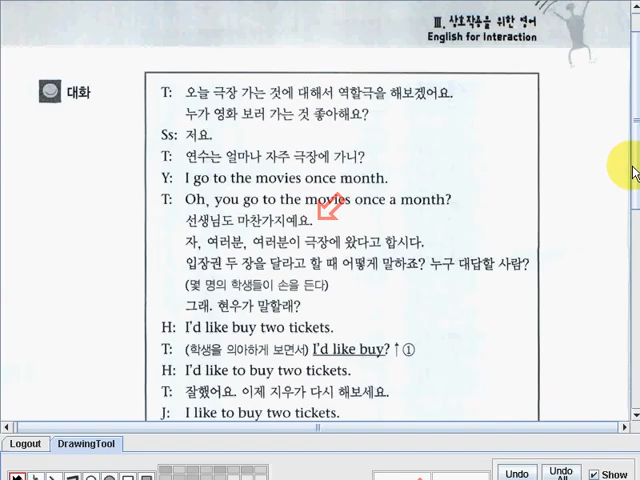 Ⅲ. 상호작용을 위한 영어
English for Interaction
대화
T: 오늘 극장 가는 것에 대해서 역할극을 해보겠어요.
누가 영화 보러 가는 것 좋아해요?
Ss: 저요.
T: 연수는 얼마나 자주 극장에 가니?
Y: I go to the movies once month.
T: Oh, you go to the movies once a month?
선생님도 마찬가지예요.
자, 여러분, 여러분이 극장에 왔다고 합시다.
입장권 두 장을 달라고 할 때 어떻게 말하죠? 누구 대답할 사람?
(몇 명의 학생들이 손을 든다)
그래. 현우가 말할래?
H: I'd like buy two tickets.
T: (학생을 의아하게 보면서) I'd like buy? ↑①
H: I'd like to buy two tickets.
T: 잘했어요. 이제 지우가 다시 해보세요.
J: I like to buy two tickets.
Logout DrawingTool
Undo Undo All Show